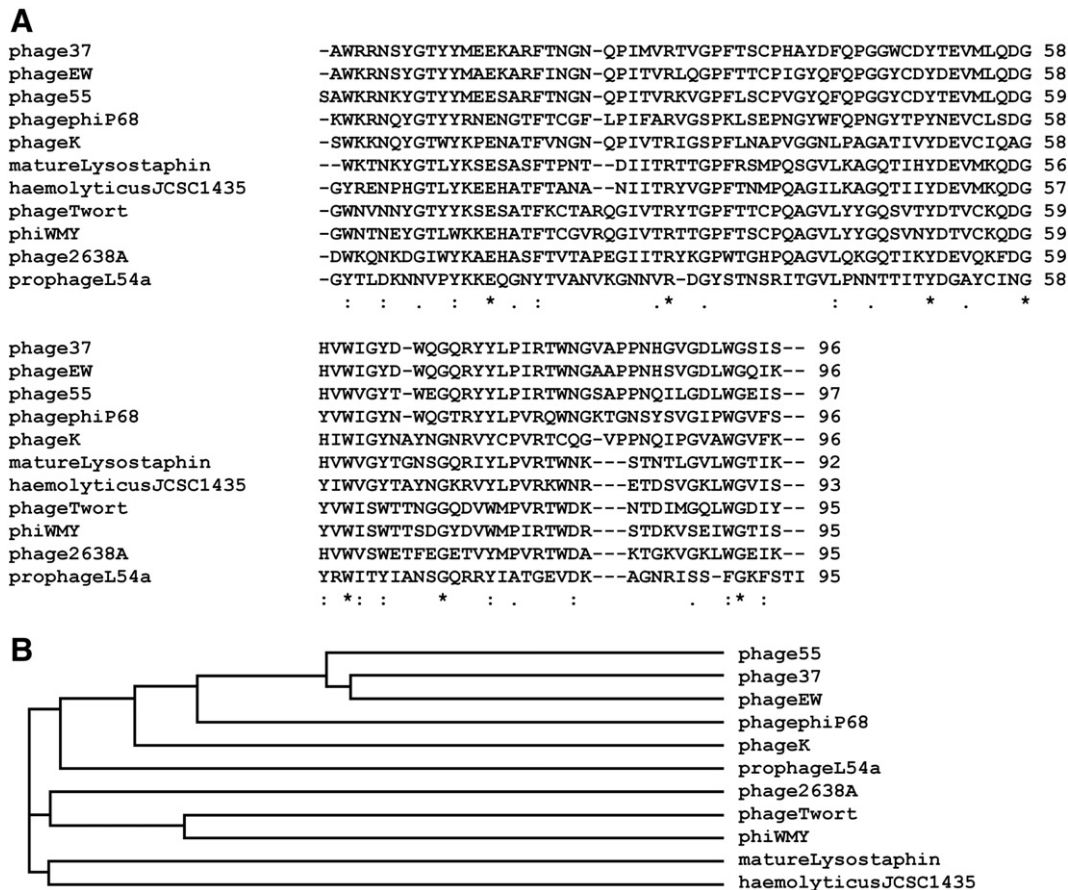 A
phage37 -AWRRNSYGTYYMEEKARFTNGN-QPIMVRTVGPFTSCPHAYDFQPGGWCDYTEVMLQDG 58
phageEW -AWKRNSYGTYYMAEKARFINGN-QPITVRLQGPFTTCPIGYQFQPGGYCDYDEVMLQDG 58
phage55 SAWKRNKYGTYYMEESARFTNGN-QPITVRKVGPFLSCPVGYQFQPGGYCDYTEVMLQDG 59
phagephiP68 -KWKRNQYGTYYRNENGTFTCGF-LPIFARVGSPKLSEPNGYWFQPNGYTPYNEVCLSDG 58
phageK -SWKKNQYGTWYKPENATFVNGN-QPIVTRIGSPFLNAPVGGNLPAGATIVYDEVCIQAG 58
matureLysostaphin --WKTNKYGTLYKSESASFTPNT--DIITRTTGPFRSMPQSGVLKAGQTIHYDEVMKQDG 56
haemolyticusJCSC1435 -GYRENPHGTLYKEEHATFTANA--NIITRYVGPFTNMPQAGILKAGQTIIYDEVMKQDG 57
phageTwort -GWNVNNYGTYYKSESATFKCTARQGIVTRYTGPFTTCPQAGVLYYGQSVTYDTVCKQDG 59
phiWMY -GWNTNEYGTLWKKEHATFTCGVRQGIVTRTTGPFTSCPQAGVLYYGQSVNYDTVCKQDG 59
phage2638A -DWKQNKDGIWYKAEHASFTVTAPEGIITRYKGPWTGHPQAGVLQKGQTIKYDEVQKFDG 59
prophageL54a -GYTLDKNNVPYKKEQGNYTVANVKGNNVR-DGYSTNSRITGVLPNNTTITYDGAYCING 58
: : . : * . : .* . : . * . *
phage37 HVWIGYD-WQGQRYYLPIRTWNGVAPPNHGVGDLWGSIS-- 96
phageEW HVWIGYD-WQGQRYYLPIRTWNGAAPPNHSVGDLWGQIK-- 96
phage55 HVWVGYT-WEGQRYYLPIRTWNGSAPPNQILGDLWGEIS-- 97
phagephiP68 YVWIGYN-WQGTRYYLPVRQWNGKTGNSYSVGIPWGVFS-- 96
phageK HIWIGYNAYNGNRVYCPVRTCQG-VPPNQIPGVAWGVFK-- 96
matureLysostaphin HVWVGYTGNSGQRIYLPVRTWNK---STNTLGVLWGTIK-- 92
haemolyticusJCSC1435 YIWVGYTAYNGKRVYLPVRKWNR---ETDSVGKLWGVIS-- 93
phageTwort YVWISWTTNGGQDVWMPVRTWDK---NTDIMGQLWGDIY-- 95
phiWMY YVWISWTTSDGYDVWMPIRTWDR---STDKVSEIWGTIS-- 95
phage2638A HVWVSWETFEGETVYMPVRTWDA---KTGKVGKLWGEIK-- 95
prophageL54a YRWITYIANSGQRRYIATGEVDK---AGNRISS-FGKFSTI 95
: *: : * : . : . :* :
B
phage55
phage37
phageEW
phagephiP68
phageK
prophageL54a
phage2638A
phageTwort
phiWMY
matureLysostaphin
haemolyticusJCSC1435